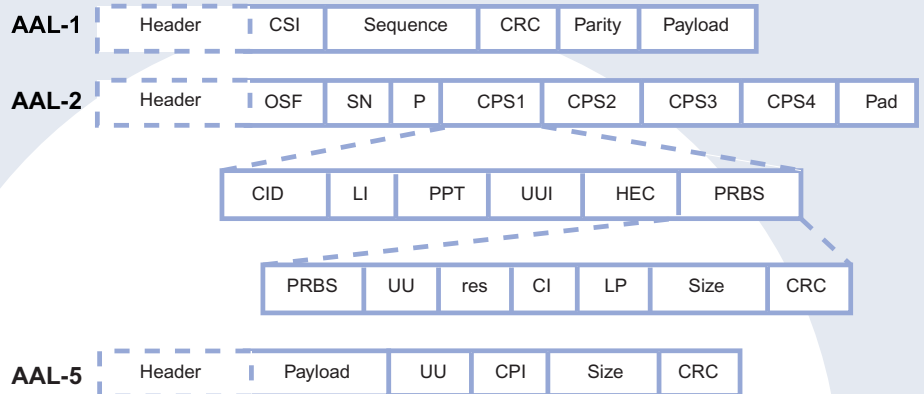 AAL-1 Header CSI Sequence CRC Parity Payload
AAL-2 Header OSF SN P CPS1 CPS2 CPS3 CPS4 Pad
CID LI PPT UUI HEC PRBS
PRBS UU res CI LP Size CRC
AAL-5 Header Payload UU CPI Size CRC